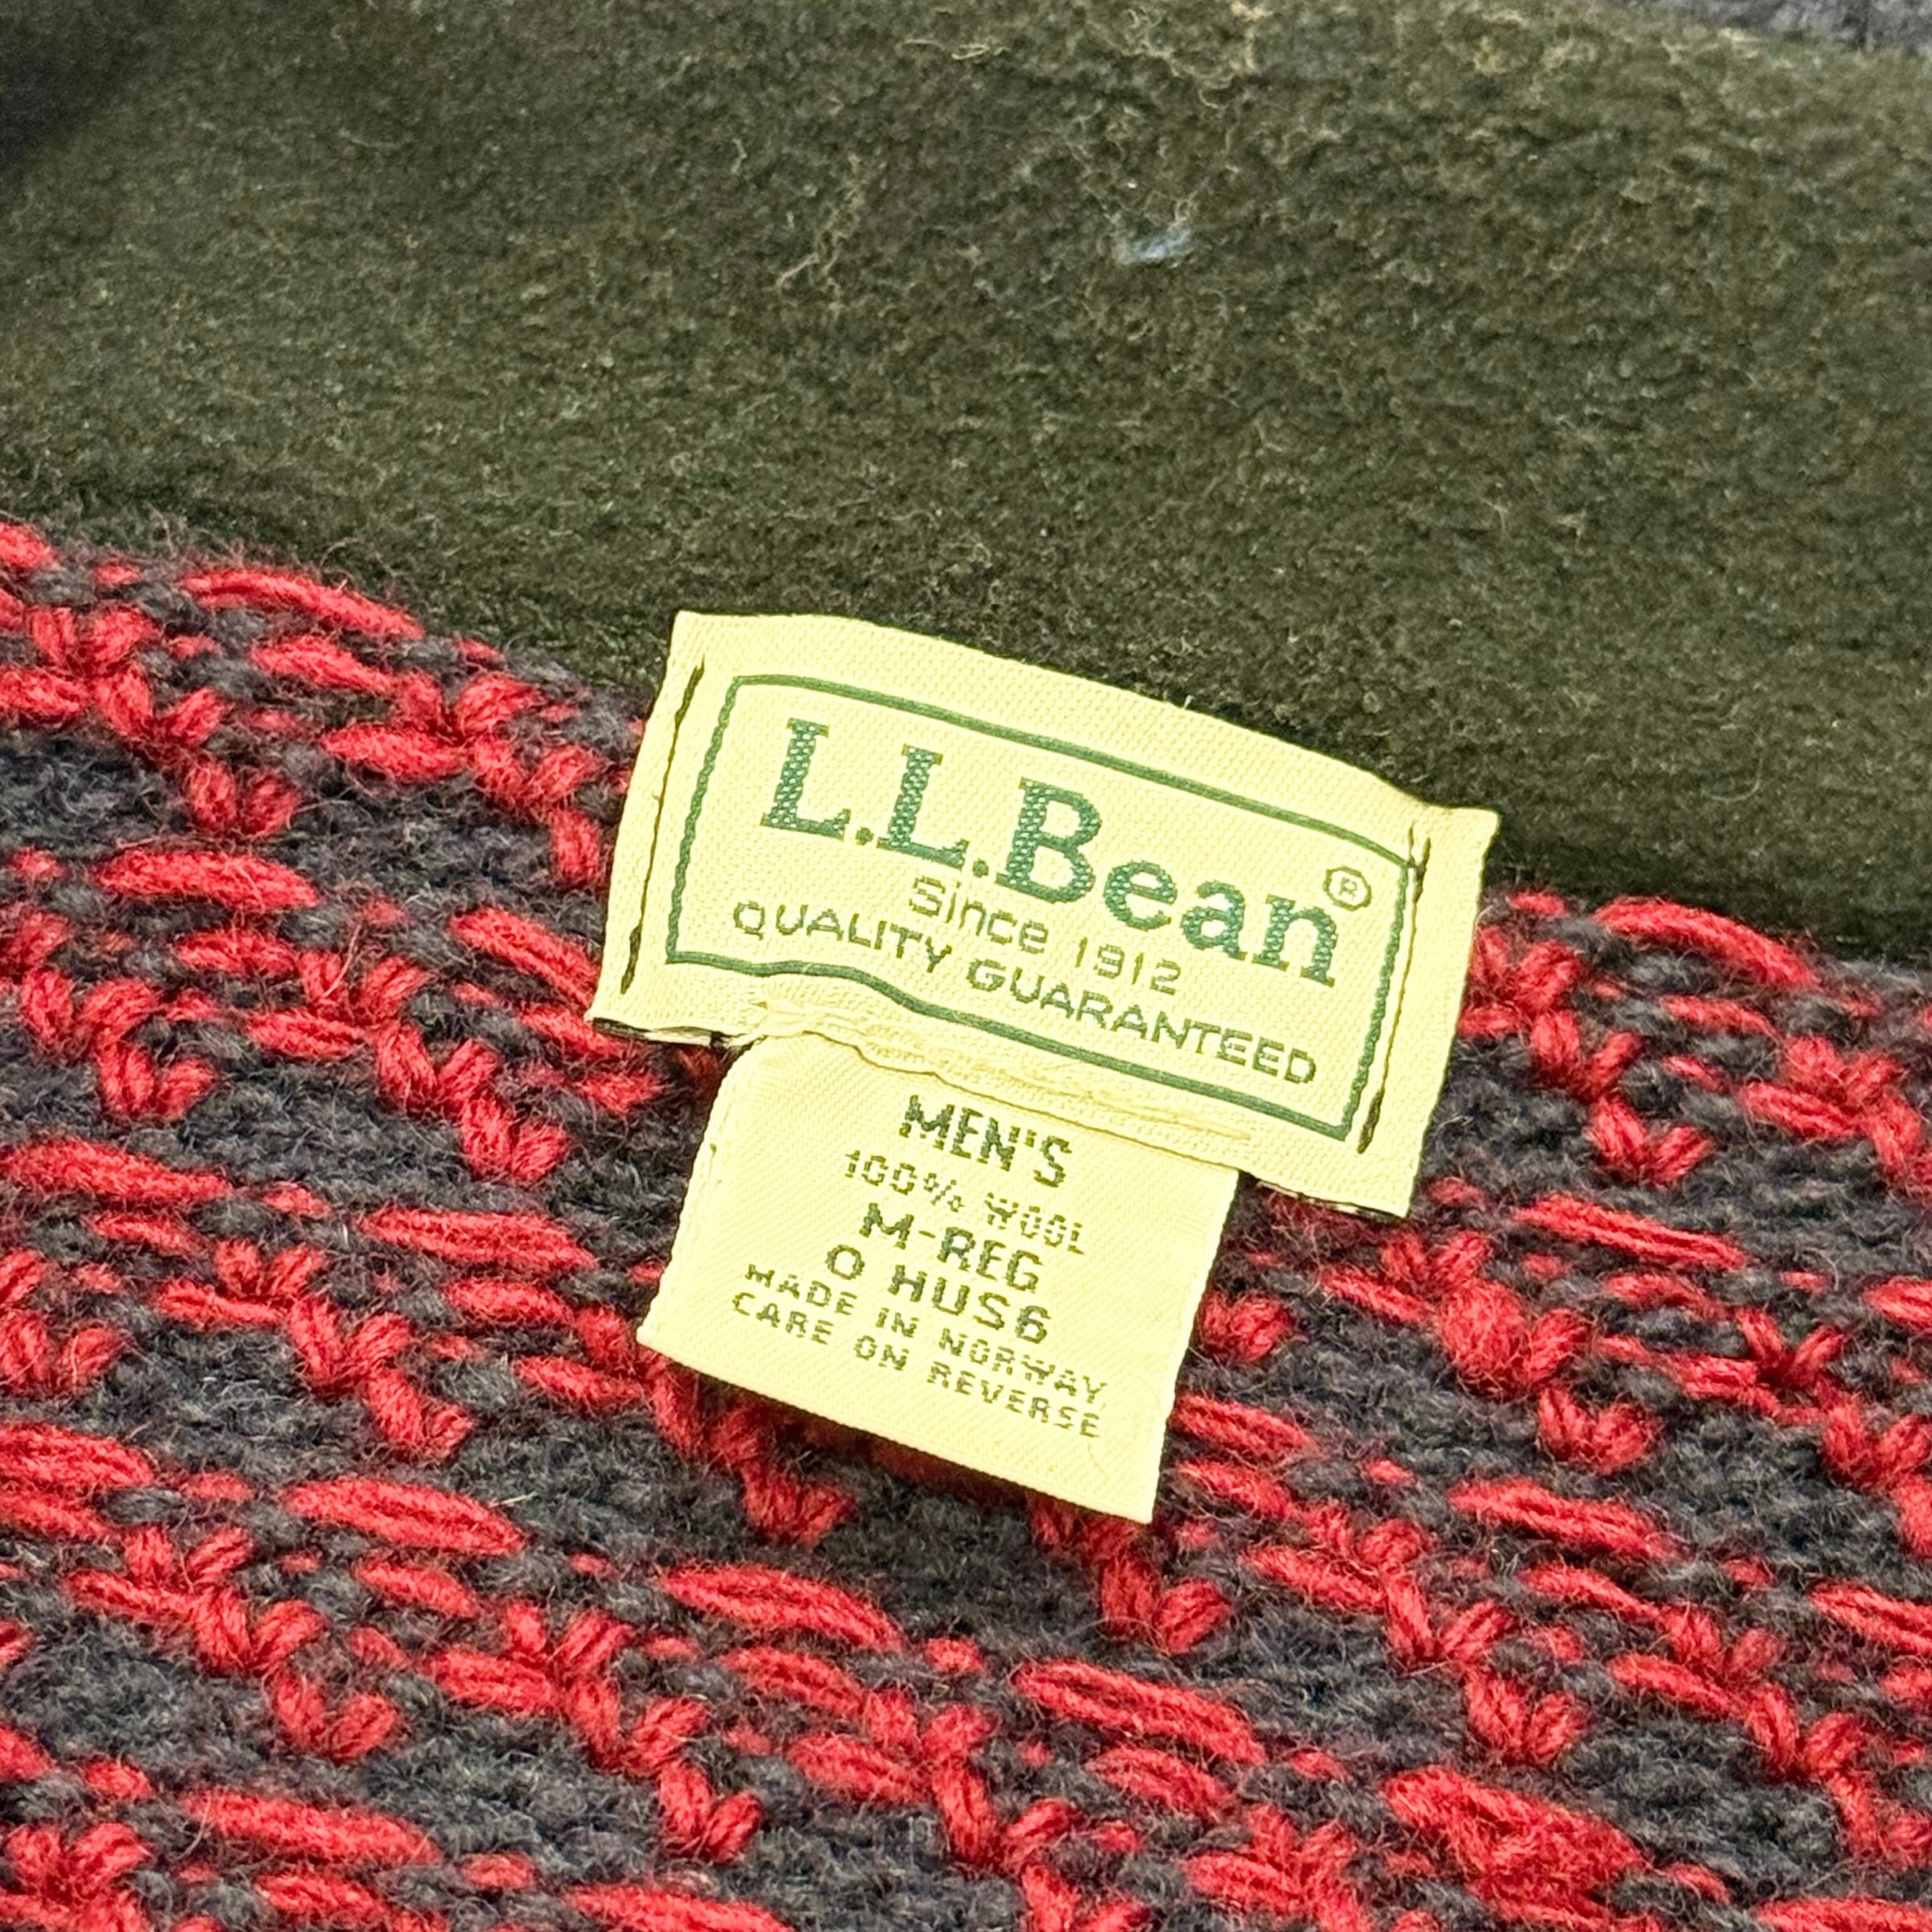 L.L.Bean®
Since 1912
QUALITY GUARANTEED
MEN'S
100% WOOL
M-REG
O HUS6
MADE IN NORWAY
CARE ON REVERSE